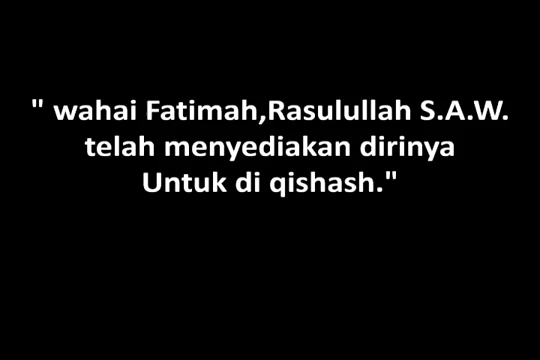 " wahai Fatimah,Rasulullah S.A.W.
telah menyediakan dirinya
Untuk di qishash."